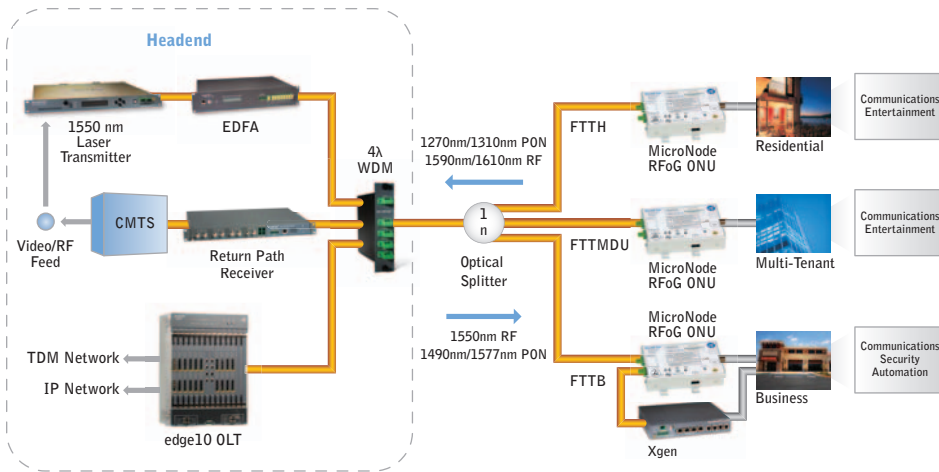 Headend
1550 nm
Laser
Transmitter
EDFA
4λ
WDM
CMTS
Video/RF
Feed
Return Path
Receiver
TDM Network
IP Network
edge10 OLT
1270nm/1310nm PON
1590nm/1610nm RF
1
n
Optical
Splitter
1550nm RF
1490nm/1577nm PON
FTTH
MicroNode
RFoG ONU
Residential
Communications
Entertainment
FTTMDU
MicroNode
RFoG ONU
Multi-Tenant
Communications
Entertainment
MicroNode
RFoG ONU
FTTB
Business
Communications
Security
Automation
Xgen